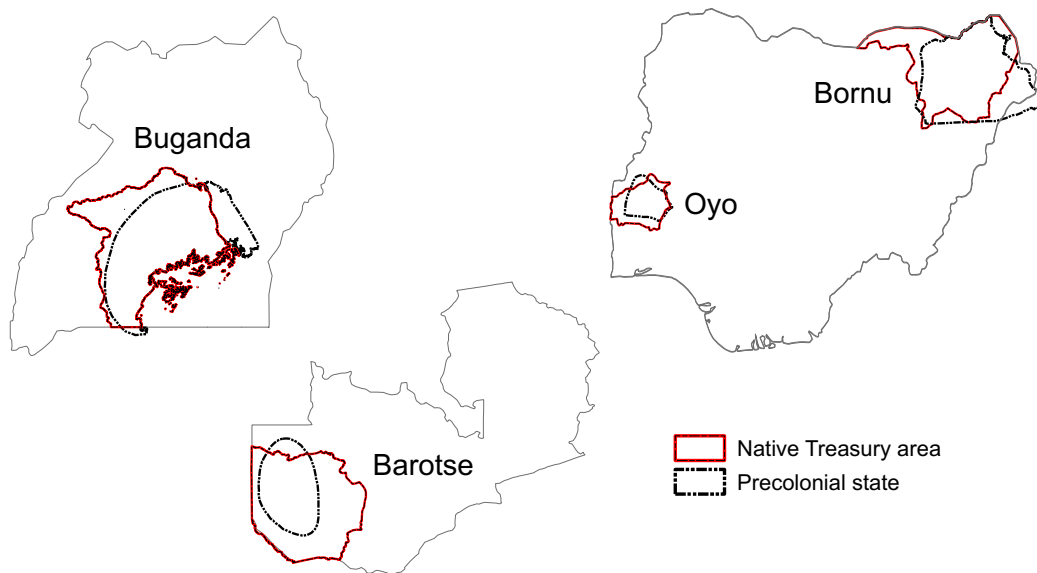 Buganda
Bornu
Oyo
Barotse
Native Treasury area
Precolonial state